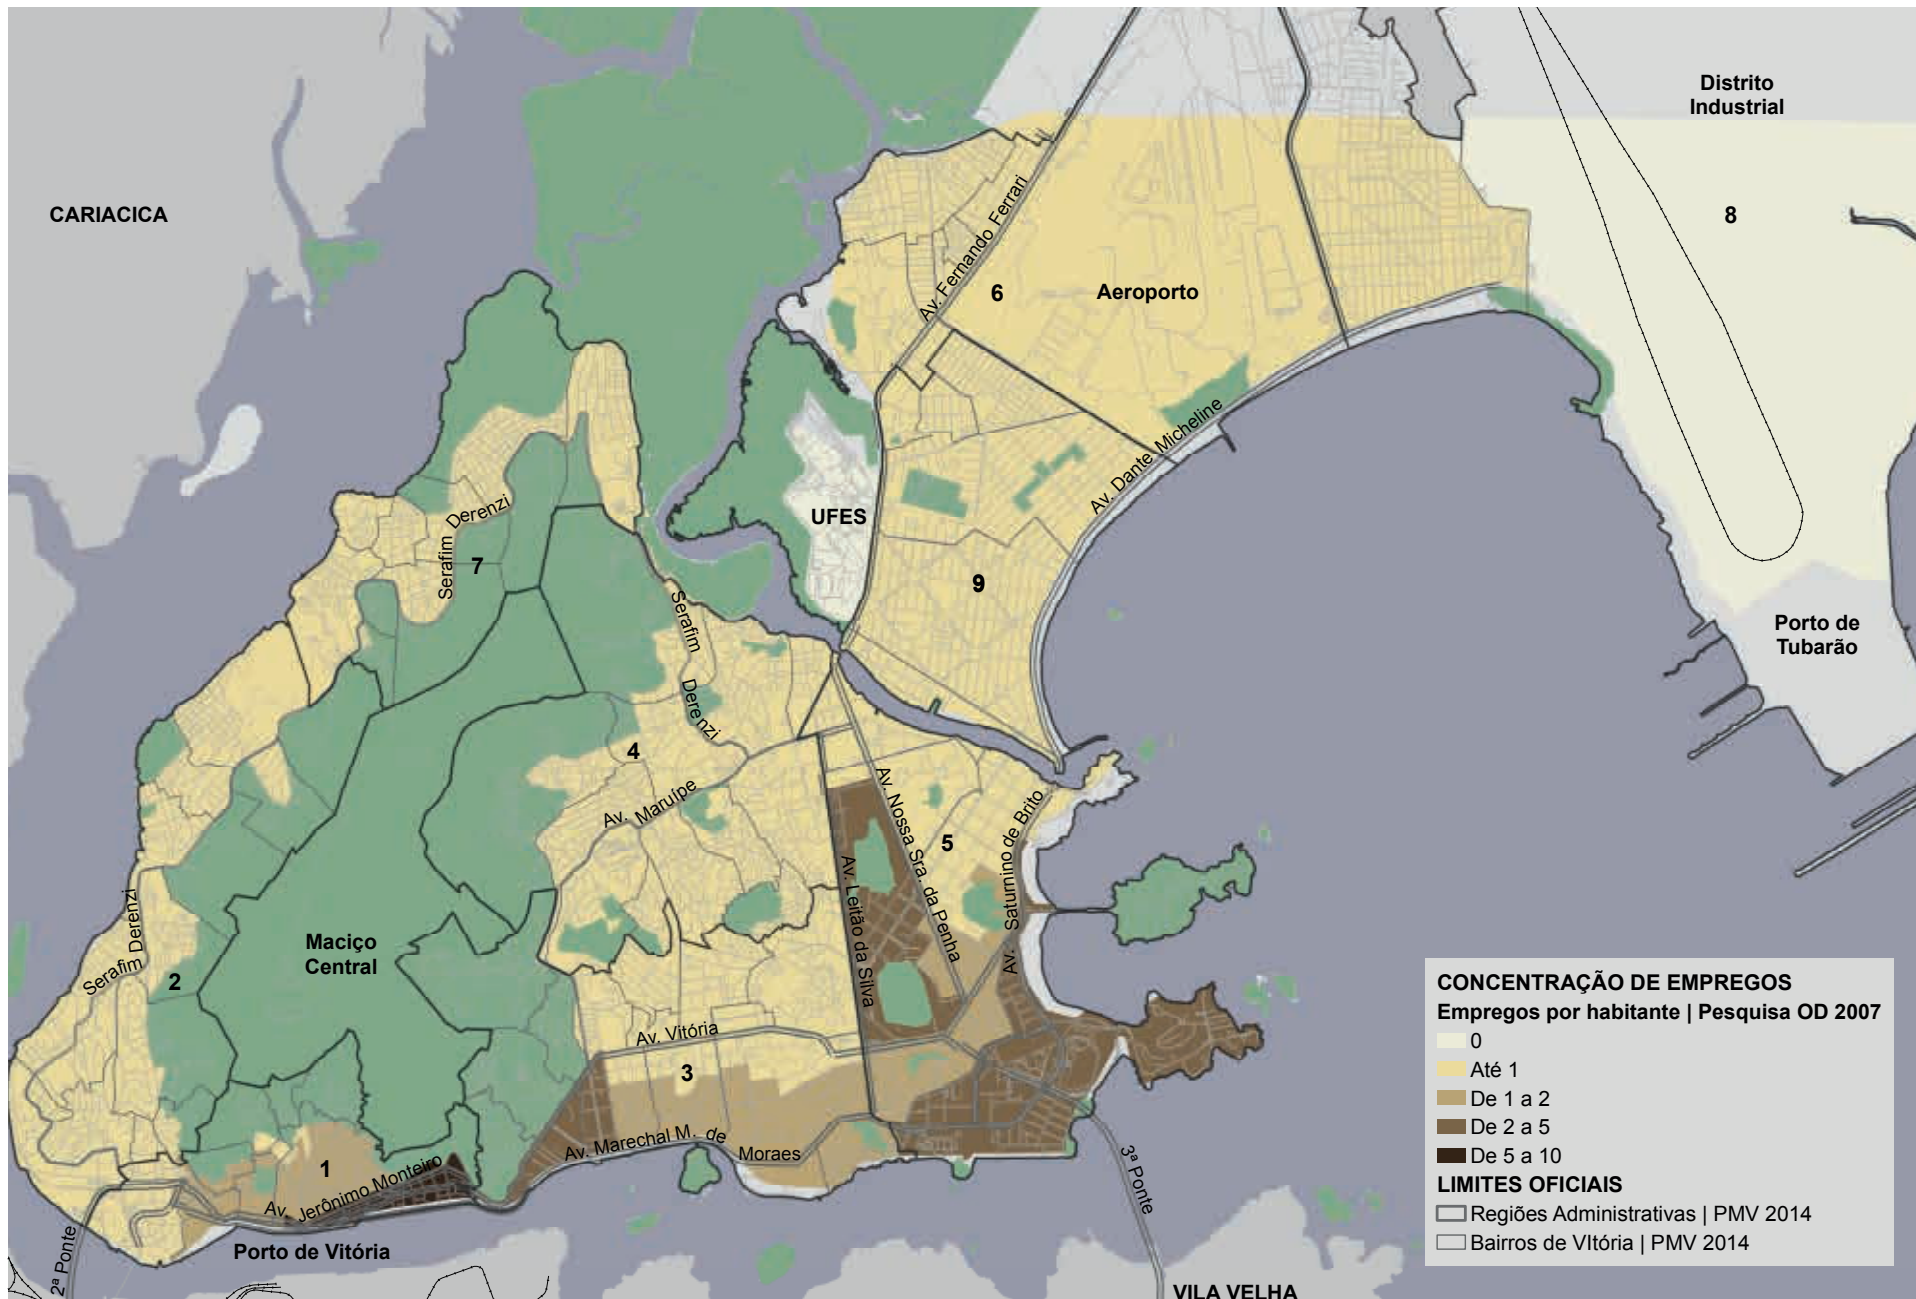 Distrito
Industrial
CARIACICA
8
Av. Fernando Ferrari
6
Aeroporto
Av. Dante Micheline
Serafim Derenzi
UFES
7
9
Serafim
Derenzi
Porto de
Tubarão
4
Av. Maruípe
Av. Nossa Sra. da Penha
Av. Saturnino de Brito
5
Av. Leitão da Silva
Serafim Derenzi
Maciço
Central
2
Av. Vitória
3
Av. Marechal M. de Moraes
1
Av. Jerônimo Monteiro
3ª Ponte
Porto de Vitória
2ª Ponte
VILA VELHA
CONCENTRAÇÃO DE EMPREGOS
Empregos por habitante | Pesquisa OD 2007
0
Até 1
De 1 a 2
De 2 a 5
De 5 a 10
LIMITES OFICIAIS
Regiões Administrativas | PMV 2014
Bairros de VItória | PMV 2014